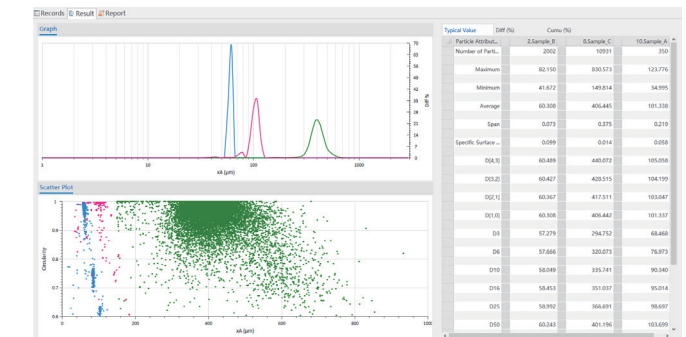 Records Result Report
Graph
70
63
56
49
42
35
28
21
14
7
Diff %
1 10 100 1000
xA (µm)
Scatter Plot
1
0.9
0.8
0.7
0.6
Circularity
0 200 400 600 800 1000
xA (µm)
Typical Value Diff (%) Cumu (%)
Particle Attribut... 2.Sample_B 8.Sample_C 10.Sample_A
Number of Parti... 2002 10931 350
Maximum 82.150 830.573 123.776
Minimum 41.672 149.814 34.995
Average 60.308 406.445 101.338
Span 0.073 0.375 0.219
Specific Surface ... 0.099 0.014 0.058
D[4,3] 60.489 440.072 105.058
D[3,2] 60.427 428.515 104.199
D[2,1] 60.367 417.511 103.047
D[1,0] 60.308 406.442 101.337
D3 57.279 294.752 68.468
D6 57.666 320.073 76.973
D10 58.049 335.741 90.340
D16 58.453 351.037 95.014
D25 58.992 366.691 98.697
D50 60.243 401.196 103.699